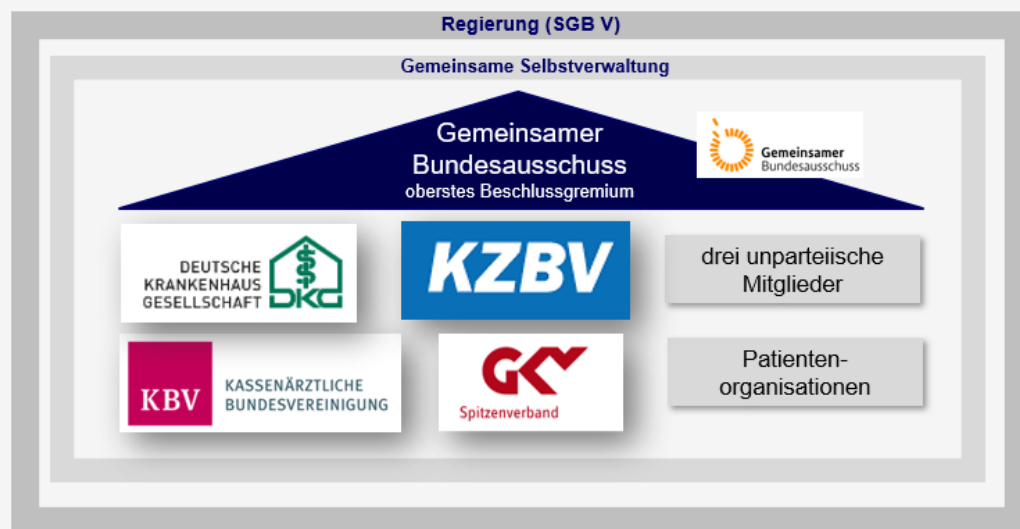 Regierung (SGB V)
Gemeinsame Selbstverwaltung
Gemeinsamer
Bundesausschuss
oberstes Beschlussgremium
Gemeinsamer
Bundesausschuss
DEUTSCHE
KRANKENHAUS
GESELLSCHAFT
DKG
KZBV
drei unparteiische
Mitglieder
KBV
KASSENÄRZTLICHE
BUNDESVEREINIGUNG
GKV
Spitzenverband
Patienten-
organisationen